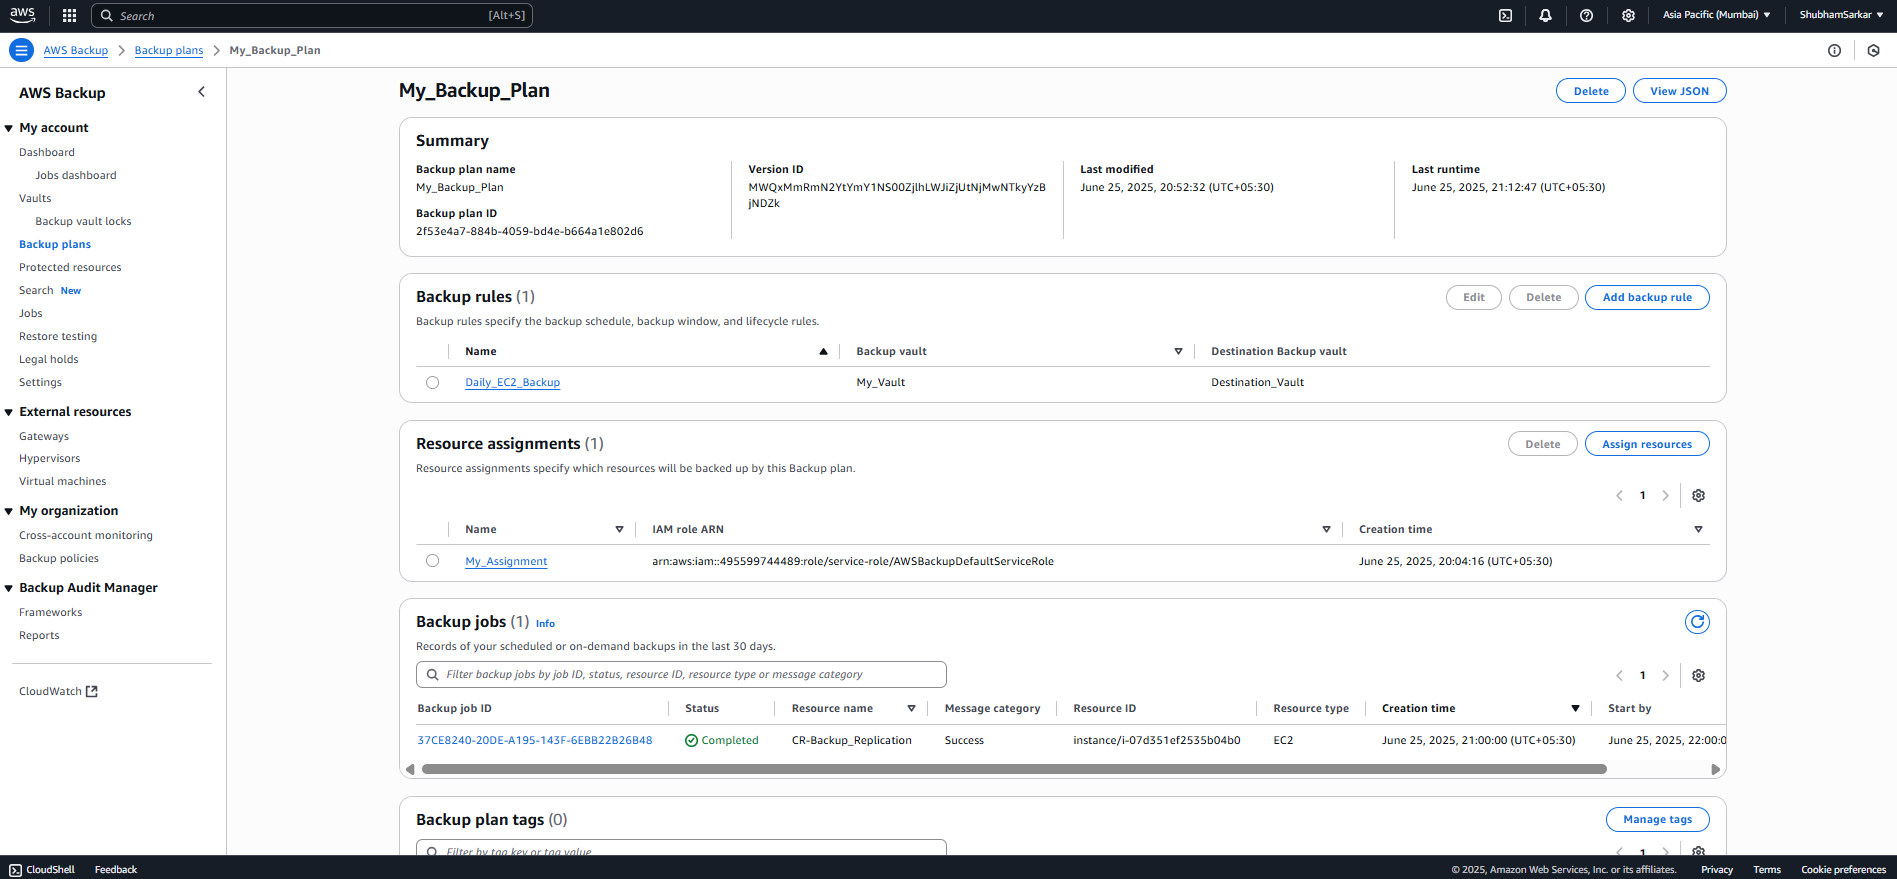 aws
Search [Alt+S]
Asia Pacific (Mumbai)
ShubhamSarkar
AWS Backup
Backup plans
My_Backup_Plan
AWS Backup
My account
Dashboard
Jobs dashboard
Vaults
Backup vault locks
Backup plans
Protected resources
Search New
Jobs
Restore testing
Legal holds
Settings
External resources
Gateways
Hypervisors
Virtual machines
My organization
Cross-account monitoring
Backup policies
Backup Audit Manager
Frameworks
Reports
CloudWatch
My_Backup_Plan
Delete
View JSON
Summary
Backup plan name
My_Backup_Plan
Backup plan ID
2f53e4a7-884b-4059-bd4e-b664a1e802d6
Version ID
MWQxMmRmN2YtYmY1NS00ZjlhLWJiZjUtNjMwNTkyYzB
jNDZk
Last modified
June 25, 2025, 20:52:32 (UTC+05:30)
Last runtime
June 25, 2025, 21:12:47 (UTC+05:30)
Backup rules (1)
Edit
Delete
Add backup rule
Backup rules specify the backup schedule, backup window, and lifecycle rules.
Name Backup vault Destination Backup vault
Daily_EC2_Backup My_Vault Destination_Vault
Resource assignments (1)
Delete
Assign resources
Resource assignments specify which resources will be backed up by this Backup plan.
1
Name IAM role ARN Creation time
My_Assignment arn:aws:iam::495599744489:role/service-role/AWSBackupDefaultServiceRole June 25, 2025, 20:04:16 (UTC+05:30)
Backup jobs (1) Info
Records of your scheduled or on-demand backups in the last 30 days.
Filter backup jobs by job ID, status, resource ID, resource type or message category
1
Backup job ID Status Resource name Message category Resource ID Resource type Creation time Start by
37CE8240-20DE-A195-143F-6EBB22B26B48 Completed CR-Backup_Replication Success instance/i-07d351ef2535b04b0 EC2 June 25, 2025, 21:00:00 (UTC+05:30) June 25, 2025, 22:00:0
Backup plan tags (0)
Manage tags
Filter by tag key or tag value
1
CloudShell
Feedback
© 2025, Amazon Web Services, Inc. or its affiliates.
Privacy
Terms
Cookie preferences